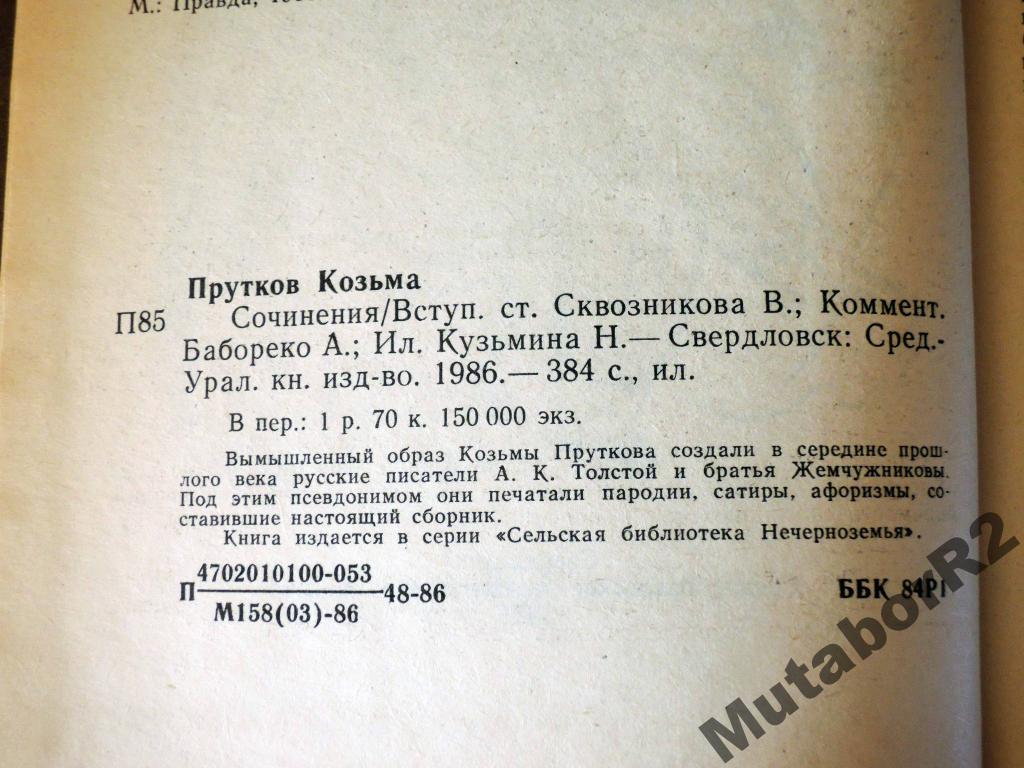 М.: Правда,
Прутков Козьма
П85 Сочинения/Вступ. ст. Сквозникова В.; Коммент.
Бабореко А.; Ил. Кузьмина Н.— Свердловск: Сред.-
Урал. кн. изд-во. 1986.— 384 с., ил.
В пер.: 1 р. 70 к. 150 000 экз.
Вымышленный образ Козьмы Пруткова создали в середине прош-
лого века русские писатели А. К. Толстой и братья Жемчужниковы.
Под этим псевдонимом они печатали пародии, сатиры, афоризмы, со-
ставившие настоящий сборник.
Книга издается в серии «Сельская библиотека Нечерноземья».
4702010100-053
П 48-86
М158(03)-86
ББК 84Р1
MutaborR2